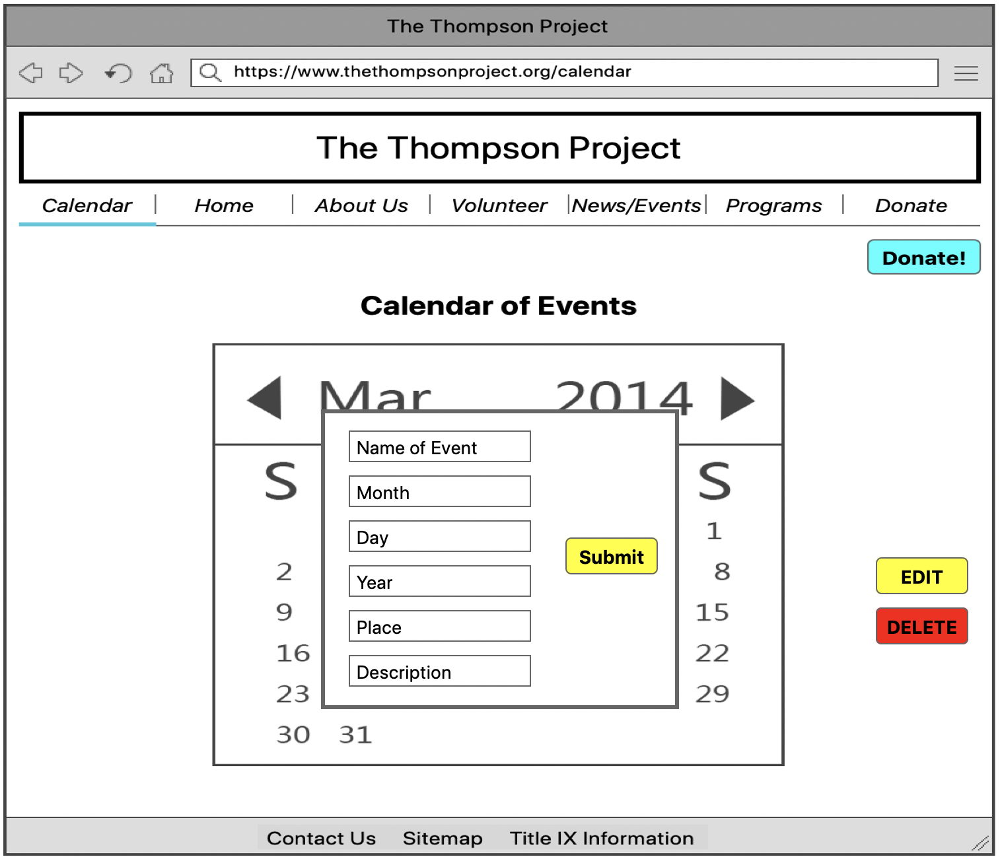 The Thompson Project
https://www.thethompsonproject.org/calendar
The Thompson Project
Calendar | Home | About Us | Volunteer | News/Events | Programs | Donate
Donate!
Calendar of Events
Mar 2014
Name of Event
Month
Day
Year
Place
Description
Submit
S S
1
2 8
9 15
16 22
23 29
30 31
EDIT
DELETE
Contact Us Sitemap Title IX Information